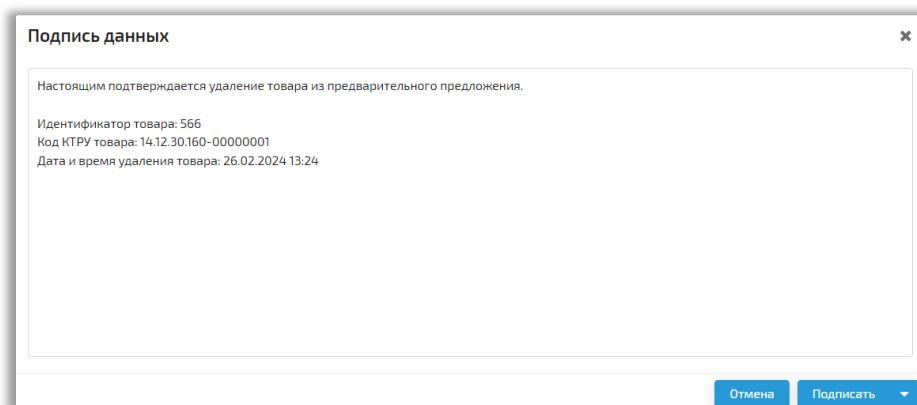 Подпись данных
Настоящим подтверждается удаление товара из предварительного предложения.
Идентификатор товара: 566
Код КТРУ товара: 14.12.30.160-00000001
Дата и время удаления товара: 26.02.2024 13:24
Отмена
Подписать